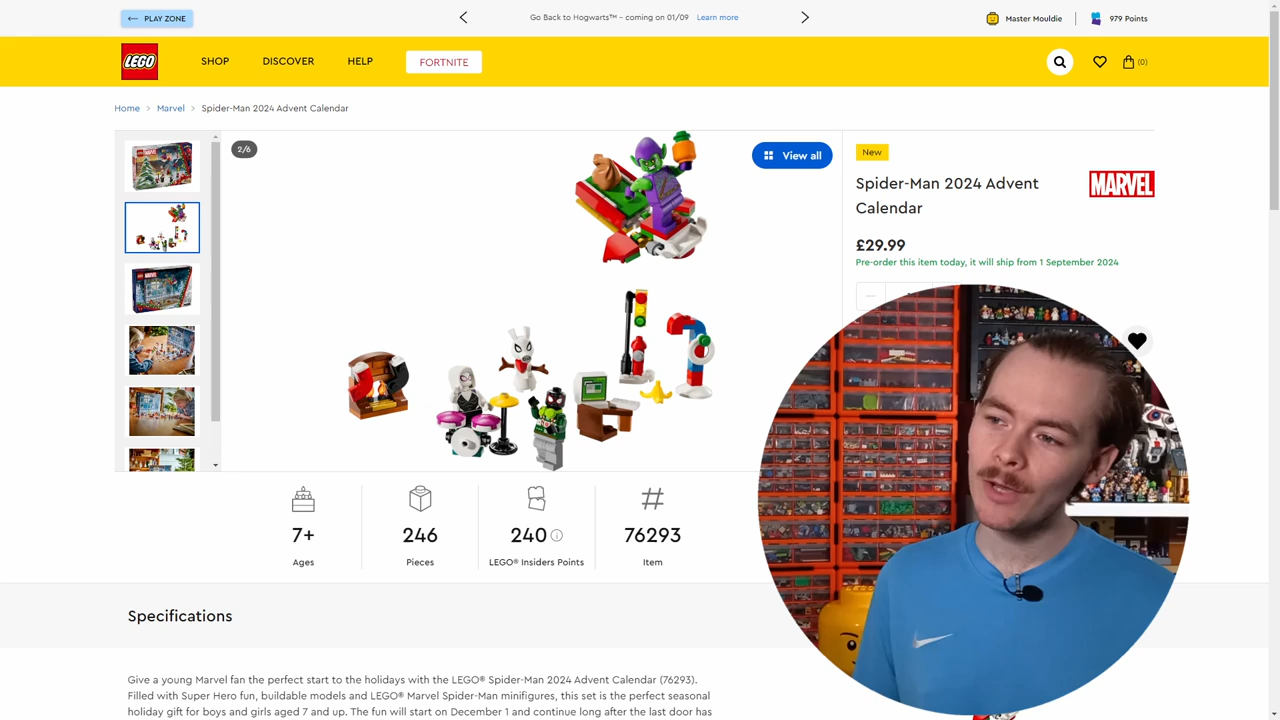 PLAY ZONE
Go Back to Hogwarts™ - coming on 01/09 Learn more
Master Mouldie
979 Points
LEGO
SHOP
DISCOVER
HELP
FORTNITE
(0)
Home > Marvel > Spider-Man 2024 Advent Calendar
2/6
View all
New
Spider-Man 2024 Advent
Calendar
MARVEL
£29.99
Pre-order this item today, it will ship from 1 September 2024
7+
Ages
246
Pieces
240
LEGO® Insiders Points
#
76293
Item
Specifications
Give a young Marvel fan the perfect start to the holidays with the LEGO® Spider-Man 2024 Advent Calendar (76293).
Filled with Super Hero fun, buildable models and LEGO® Marvel Spider-Man minifigures, this set is the perfect seasonal
holiday gift for boys and girls aged 7 and up. The fun will start on December 1 and continue long after the last door has